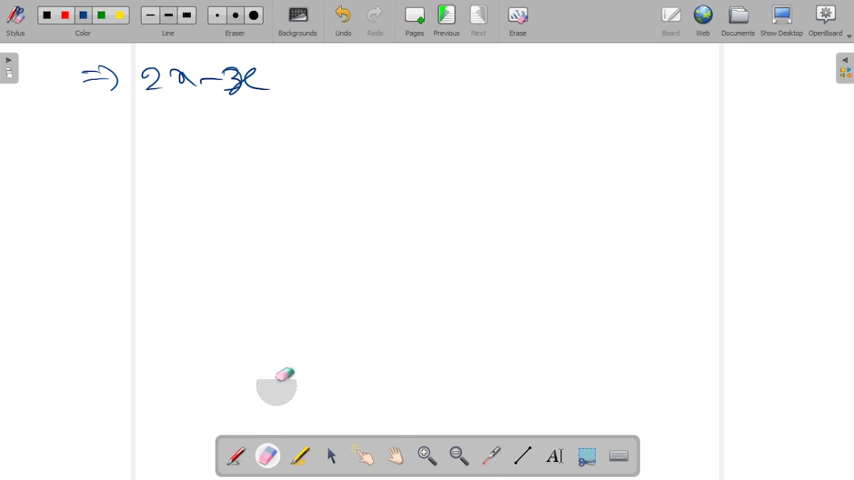 Stylus
Color
Line
Eraser
Backgrounds
Undo
Redo
Pages
Previous
Next
Erase
Board
Web
Documents
Show Desktop
OpenBoard
⇒ 2x-3x